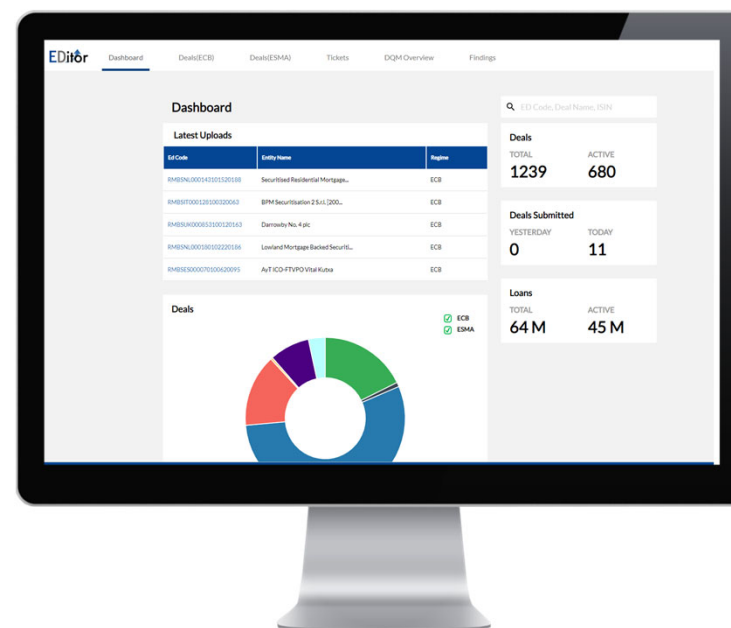 EDitor
Dashboard Deals(ECB) Deals(ESMA) Tickets DQM Overview Findings
Dashboard
ED Code, Deal Name, ISIN
Latest Uploads
Ed Code Entity Name Regime
RMBSNL000143101520188 Securitised Residential Mortgage... ECB
RMBSIT000128100320063 BPM Securitisation 2 S.r.l. [200... ECB
RMBSUK000853100120163 Darrowby No. 4 plc ECB
RMBSNL000180102220186 Lowland Mortgage Backed Securiti... ECB
RMBSES000070100620095 AyT ICO-FTVPO Vital Kutxa ECB
Deals
TOTAL ACTIVE
1239 680
Deals Submitted
YESTERDAY TODAY
0 11
Loans
TOTAL ACTIVE
64 M 45 M
Deals
ECB
ESMA